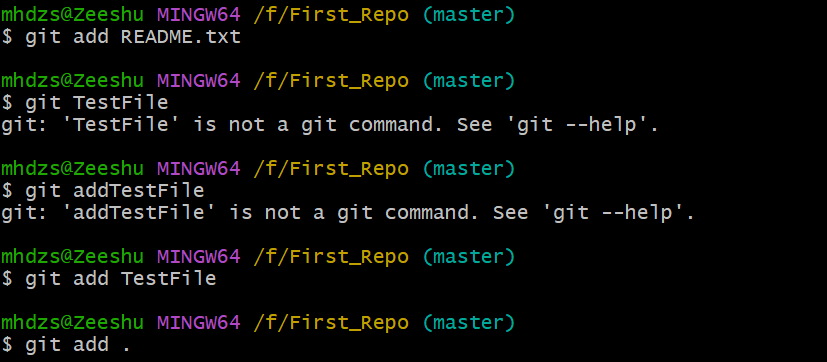 mhdzs@Zeeshu MINGW64 /f/First_Repo (master)
$ git add README.txt
mhdzs@Zeeshu MINGW64 /f/First_Repo (master)
$ git TestFile
git: 'TestFile' is not a git command. See 'git --help'.
mhdzs@Zeeshu MINGW64 /f/First_Repo (master)
$ git addTestFile
git: 'addTestFile' is not a git command. See 'git --help'.
mhdzs@Zeeshu MINGW64 /f/First_Repo (master)
$ git add TestFile
mhdzs@Zeeshu MINGW64 /f/First_Repo (master)
$ git add .